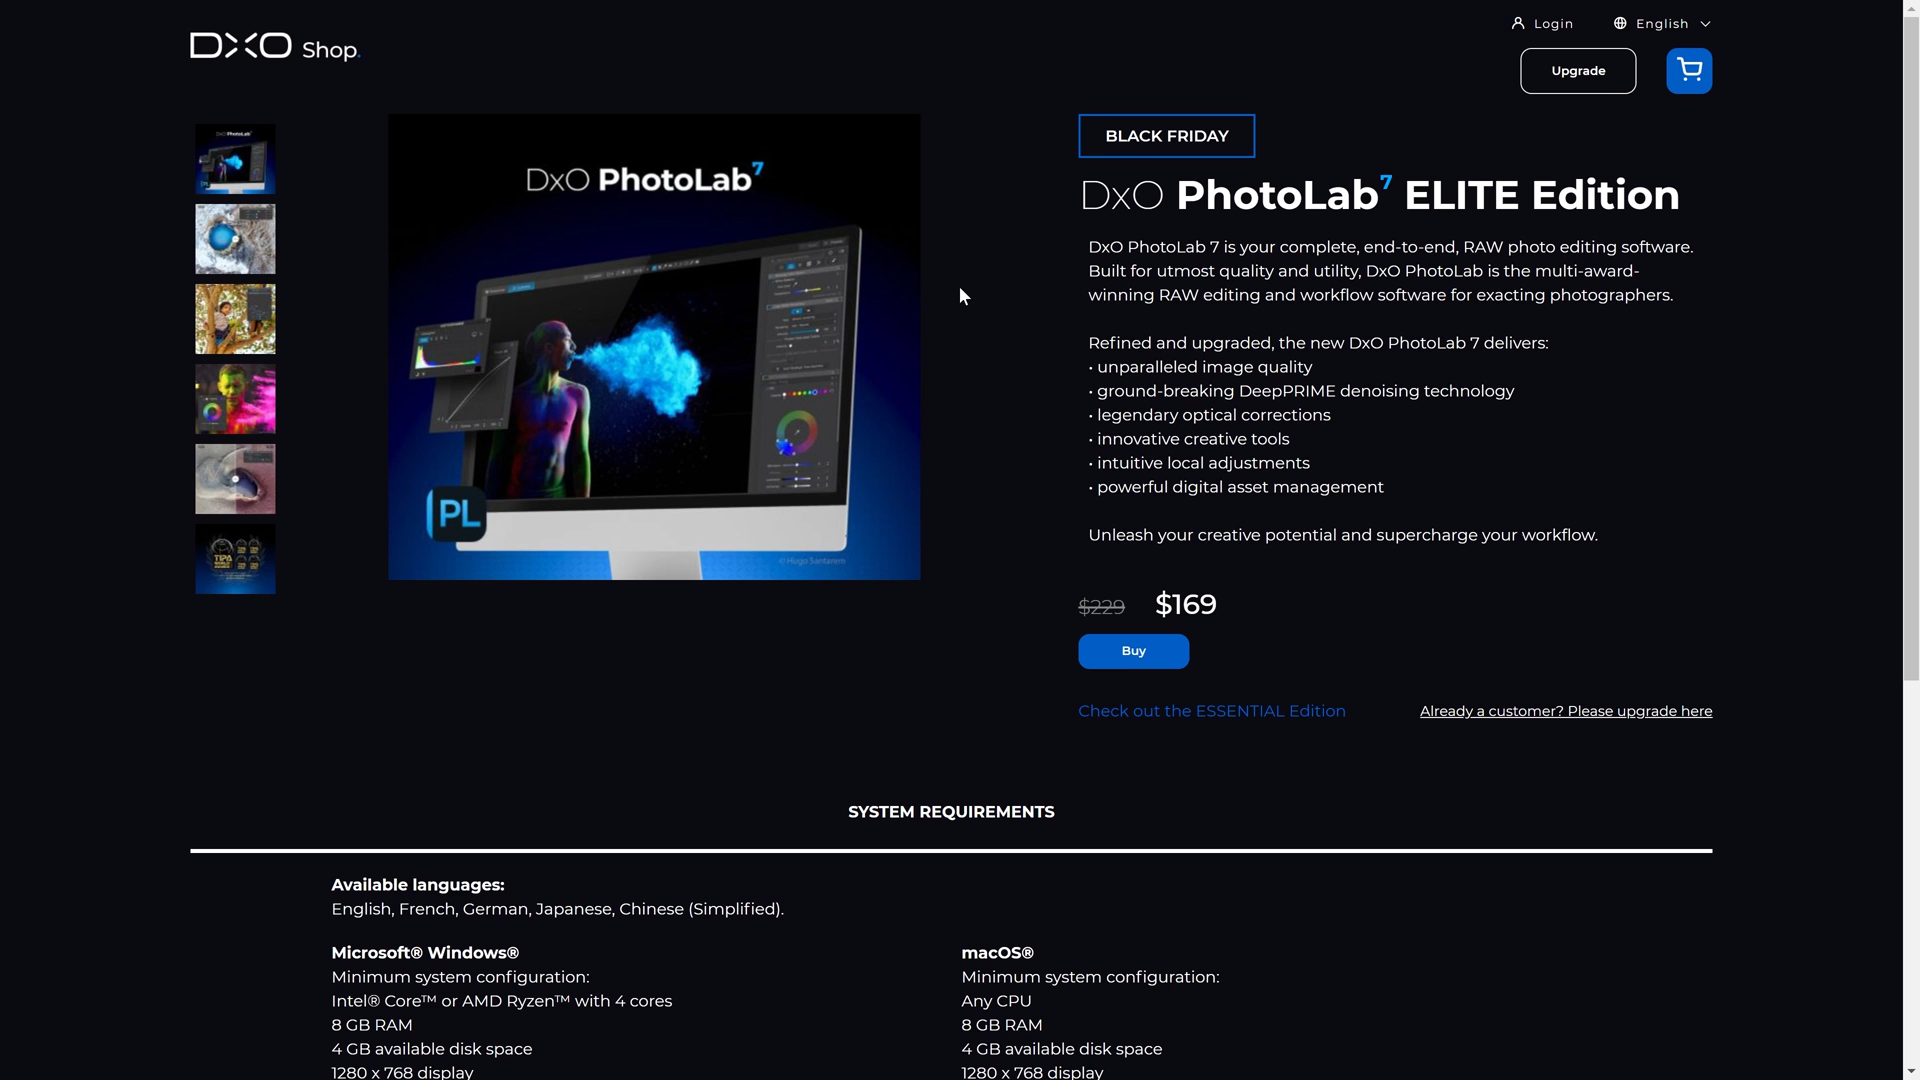 Login
English
DXO Shop.
Upgrade
DxO PhotoLab 7
PL
© Hugo Santarem
BLACK FRIDAY
DxO PhotoLab 7 ELITE Edition
DxO PhotoLab 7 is your complete, end-to-end, RAW photo editing software.
Built for utmost quality and utility, DxO PhotoLab is the multi-award-
winning RAW editing and workflow software for exacting photographers.
Refined and upgraded, the new DxO PhotoLab 7 delivers:
• unparalleled image quality
• ground-breaking DeepPRIME denoising technology
• legendary optical corrections
• innovative creative tools
• intuitive local adjustments
• powerful digital asset management
Unleash your creative potential and supercharge your workflow.
$229 $169
Buy
Check out the ESSENTIAL Edition
Already a customer? Please upgrade here
SYSTEM REQUIREMENTS
Available languages:
English, French, German, Japanese, Chinese (Simplified).
Microsoft® Windows®
Minimum system configuration:
Intel® Core™ or AMD Ryzen™ with 4 cores
8 GB RAM
4 GB available disk space
1280 x 768 display
macOS®
Minimum system configuration:
Any CPU
8 GB RAM
4 GB available disk space
1280 x 768 display